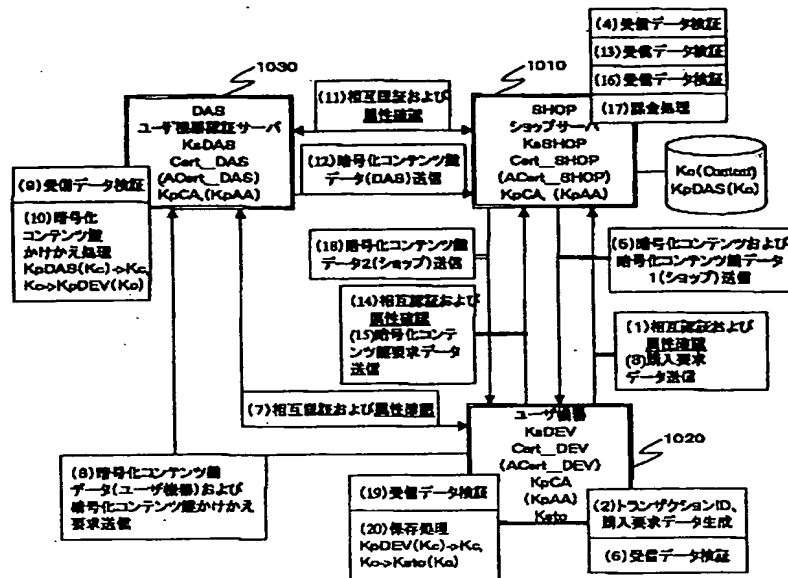 (4)受信データ検証
(13)受信データ検証
(16)受信データ検証
(17)課金処理
1030
1010
DAS
ユーザ機器認証サーバ
KsDAS
Cert_DAS
(ACert_DAS)
KpCA, (KpAA)
(11)相互認証および
属性確認
(12)暗号化コンテンツ鍵
データ(DAS)送信
SHOP
ショップサーバ
KsSHOP
Cert_SHOP
(ACert_SHOP)
KpCA, (KpAA)
Kc(Content)
KpDAS(Kc)
(9)受信データ検証
(10)暗号化
コンテンツ鍵
かけかえ処理
KpDAS(Kc)->Kc,
Kc->KpDEV(Kc)
(18)暗号化コンテンツ鍵
データ2(ショップ)送信
(5)暗号化コンテンツおよび
暗号化コンテンツ鍵データ
1(ショップ)送信
(14)相互認証および
属性確認
(15)暗号化コンテ
ンツ鍵要求データ
送信
(1)相互認証および
属性確認
(3)購入要求
データ送信
(7)相互認証および属性確認
ユーザ機器
KsDEV
Cert_DEV
(ACert_DEV)
KpCA
(KpAA)
Ksto
1020
(8)暗号化コンテンツ鍵
データ(ユーザ機器)および
暗号化コンテンツ鍵かけかえ
要求送信
(19)受信データ検証
(20)保存処理
KpDEV(Kc)->Kc,
Kc->Ksto(Kc)
(2)トランザクションID、
購入要求データ生成
(6)受信データ検証